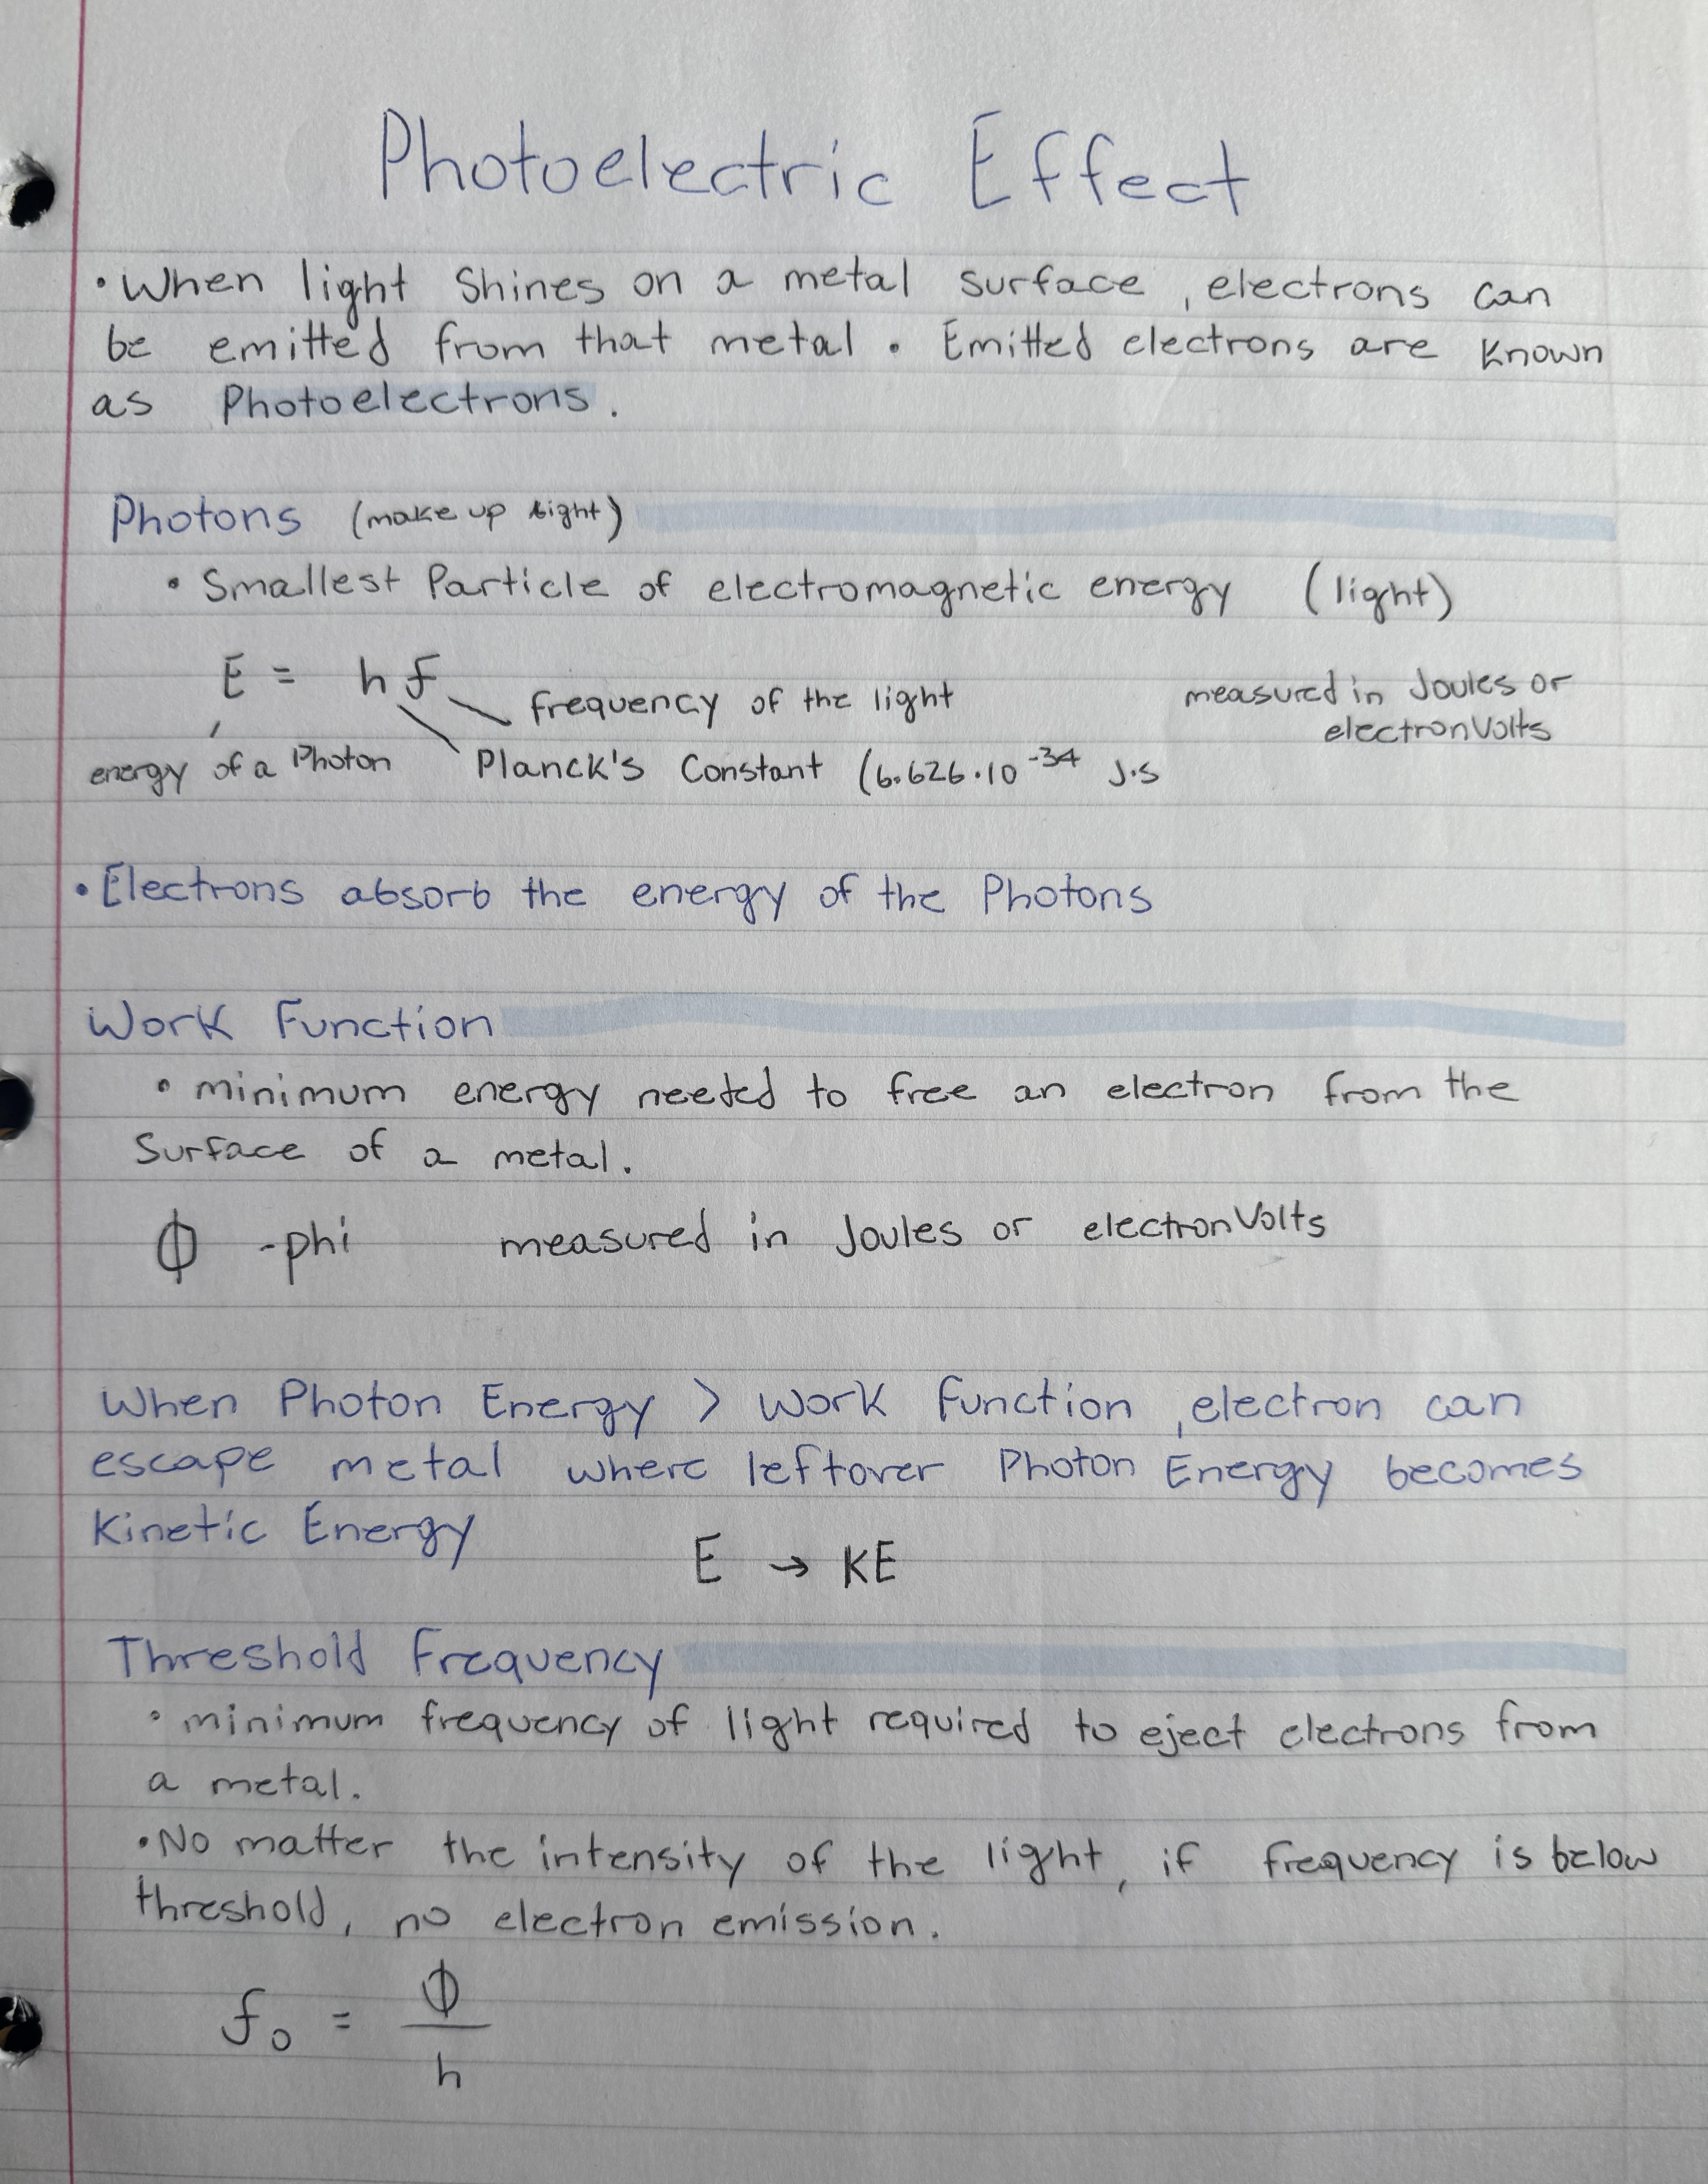 Photoelectric Effect
• When light shines on a metal surface, electrons can
be emitted from that metal. Emitted electrons are known
as Photoelectrons.
Photons (make up light)
• Smallest Particle of electromagnetic energy (light)
E = hf
frequency of the light
measured in Joules or
electronVolts
energy of a Photon
Planck's Constant (6.626·10⁻³⁴ J·s
• Electrons absorb the energy of the Photons
Work Function
• minimum energy needed to free an electron from the
Surface of a metal.
Φ -phi measured in Joules or electronVolts
When Photon Energy > Work Function, electron can
escape metal where leftover Photon Energy becomes
Kinetic Energy
E → KE
Threshold Frequency
• minimum frequency of light required to eject electrons from
a metal.
• No matter the intensity of the light, if frequency is below
threshold, no electron emission.
f₀ = Φ/h